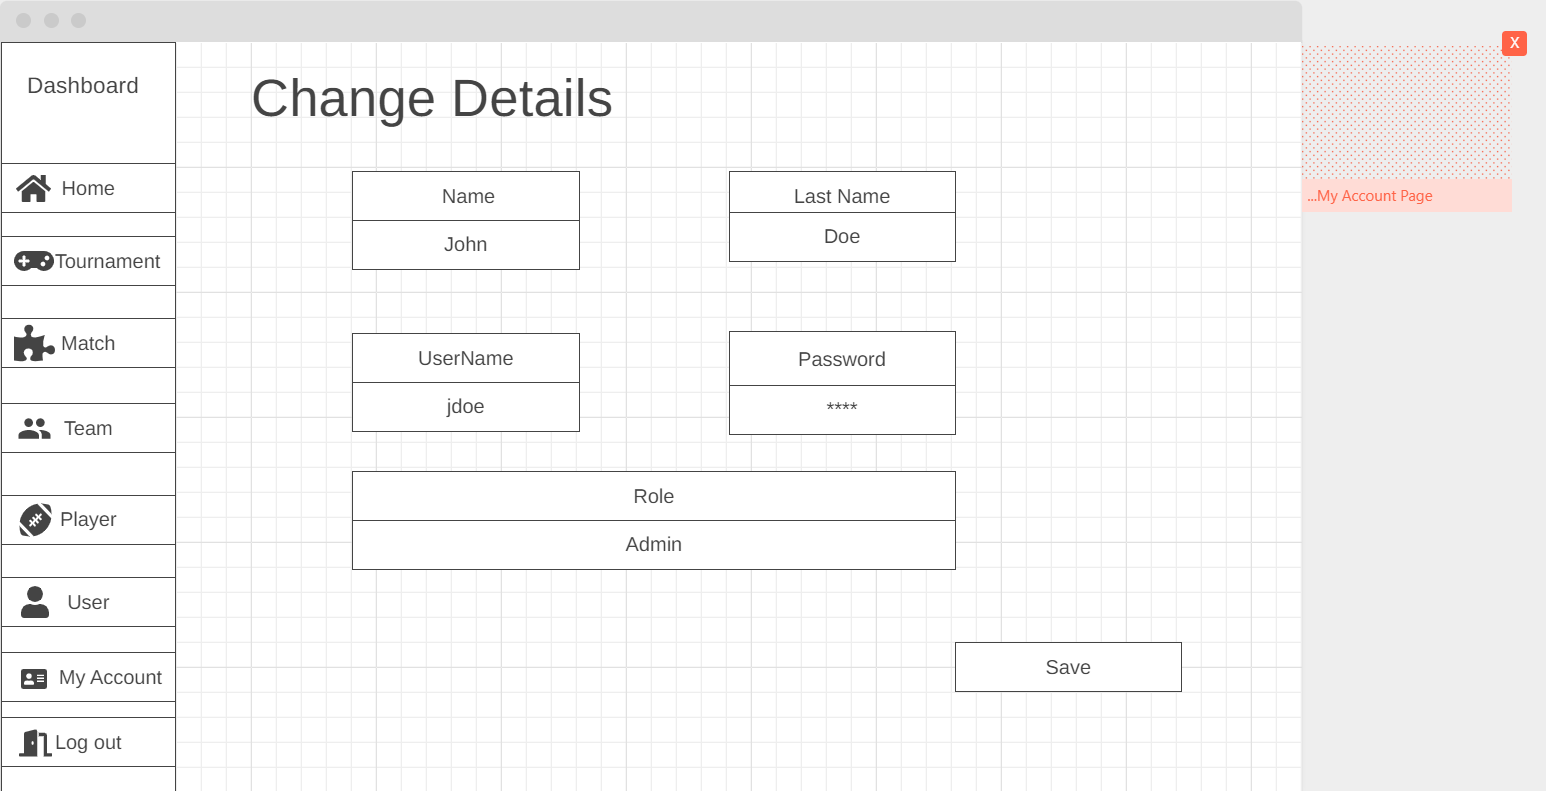 Dashboard
Home
Tournament
Match
Team
Player
User
My Account
Log out
Change Details
Name
John
Last Name
Doe
UserName
jdoe
Password
****
Role
Admin
Save
X
...My Account Page